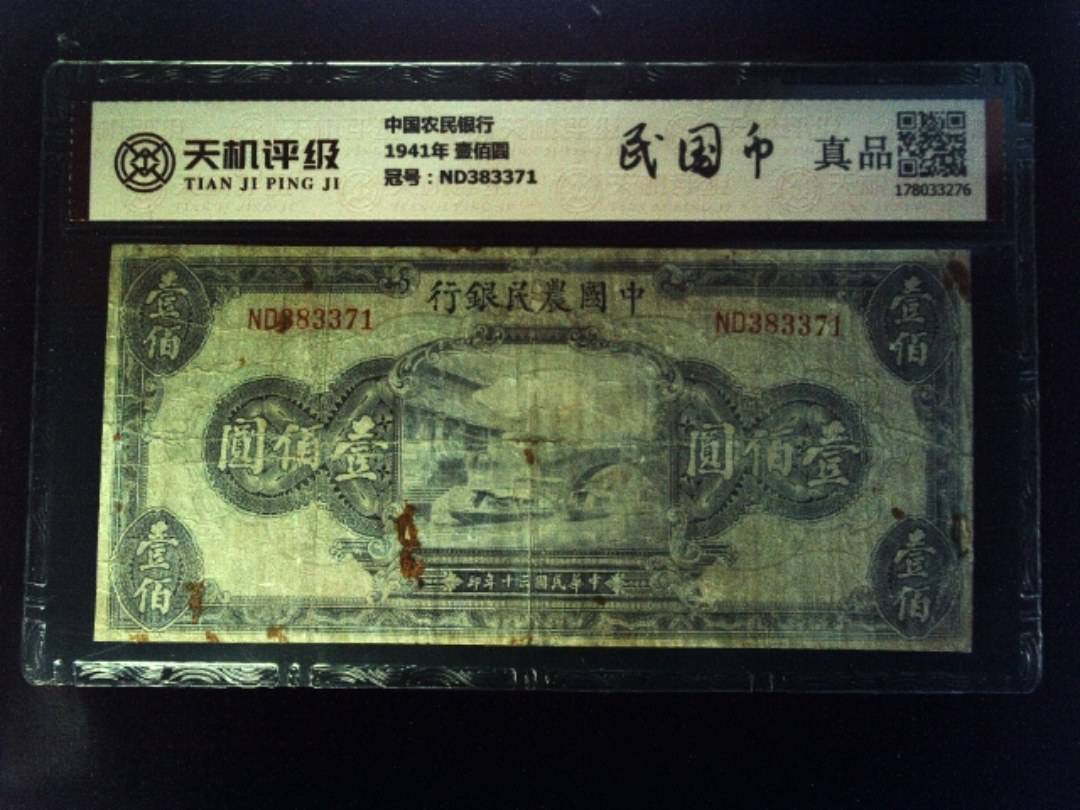 天机评级
TIAN JI PING JI
中国农民银行
1941年 壹佰圆
冠号：ND383371
民国币
真品
178033276
行銀民農國中
壹佰
壹佰
ND383371
ND383371
圓佰壹
圓佰壹
壹佰
壹佰
印年十三國民華中